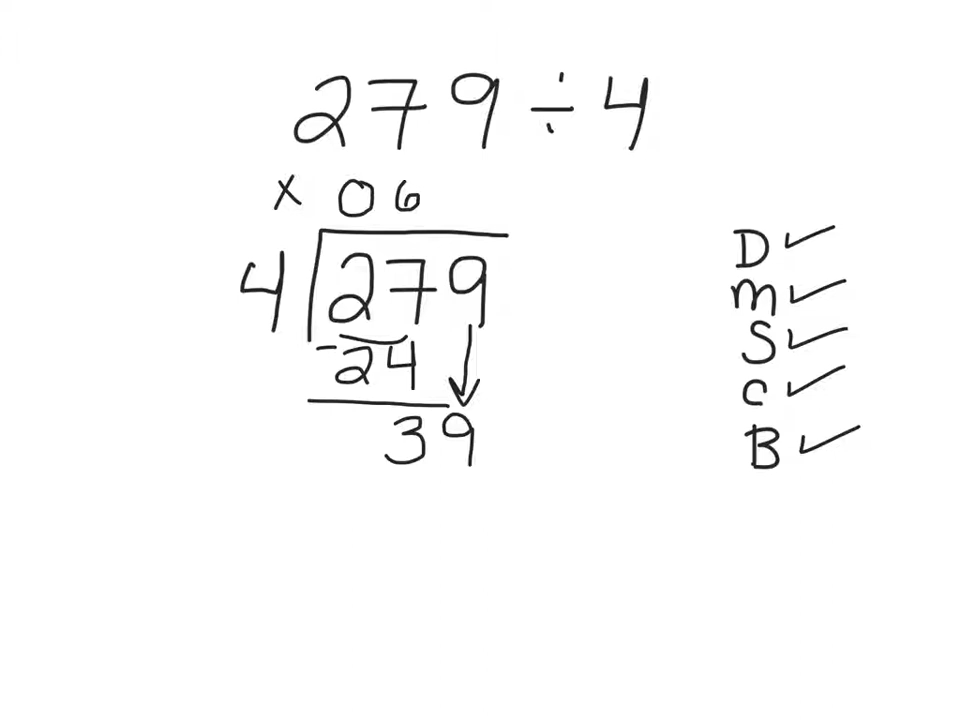 279 ÷ 4
x 06
4 279
-24
39
D ✓
m ✓
S ✓
C ✓
B ✓